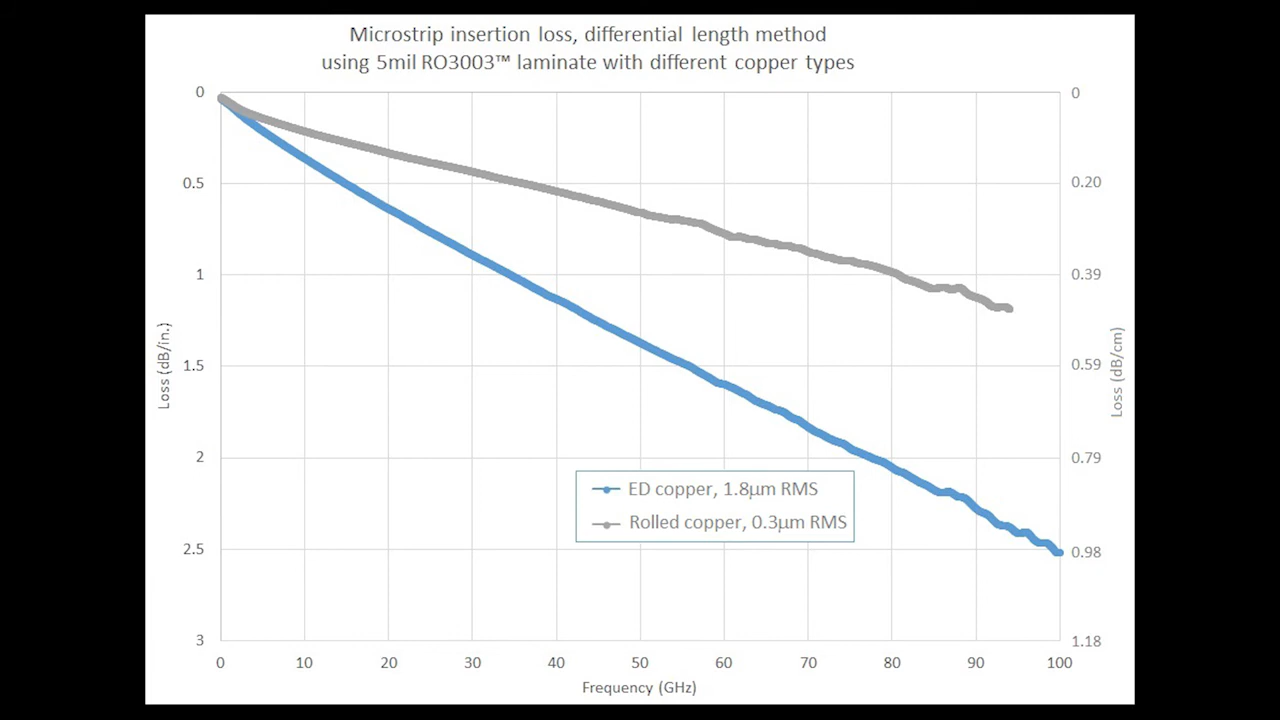 Microstrip insertion loss, differential length method
using 5mil RO3003™ laminate with different copper types
0
0.5
1
1.5
2
2.5
3
Loss (dB/in.)
0
0.20
0.39
0.59
0.79
0.98
1.18
Loss (dB/cm)
ED copper, 1.8µm RMS
Rolled copper, 0.3µm RMS
0 10 20 30 40 50 60 70 80 90 100
Frequency (GHz)